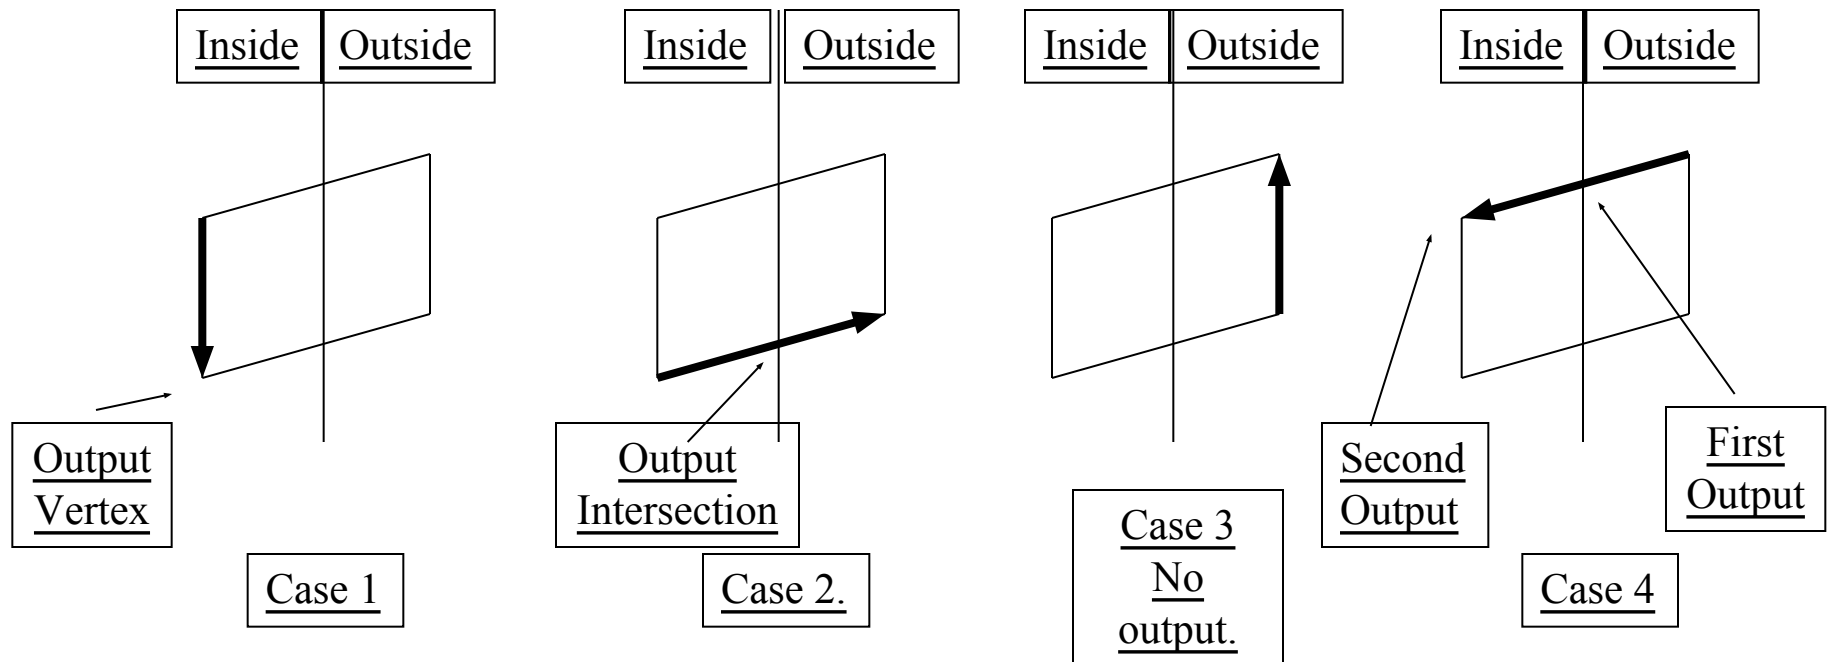 Inside Outside
Inside Outside
Inside Outside
Inside Outside
Output
Vertex
Case 1
Output
Intersection
Case 2.
Case 3
No
output.
Second
Output
First
Output
Case 4